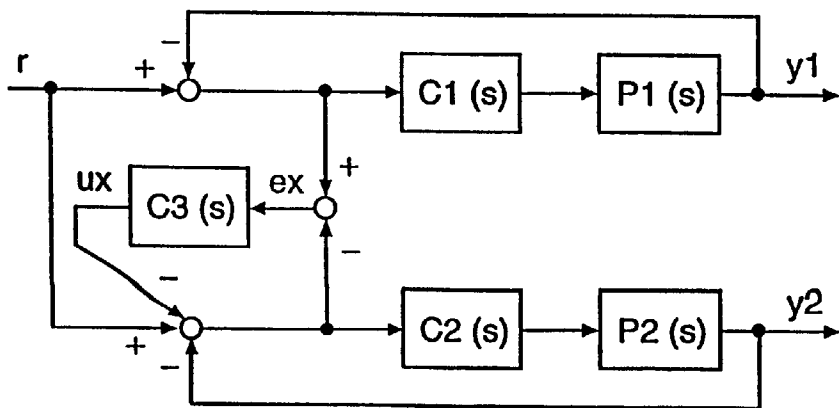 −
r
+
C1 (s)
P1 (s)
y1
+
ux
C3 (s)
ex
−
−
+
C2 (s)
P2 (s)
y2
−